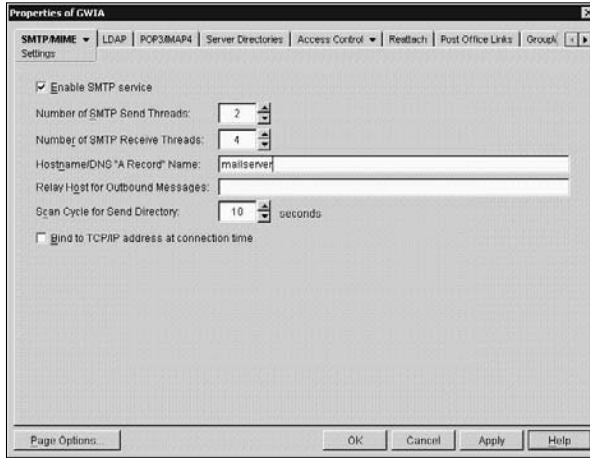 Properties of GWIA
SMTP/MIME LDAP POP3/IMAP4 Server Directories Access Control Reattach Post Office Links GroupW
Settings
Enable SMTP service
Number of SMTP Send Threads: 2
Number of SMTP Receive Threads: 4
Hostname/DNS "A Record" Name: mailserver
Relay Host for Outbound Messages:
Scan Cycle for Send Directory: 10 seconds
Bind to TCP/IP address at connection time
Page Options... OK Cancel Apply Help